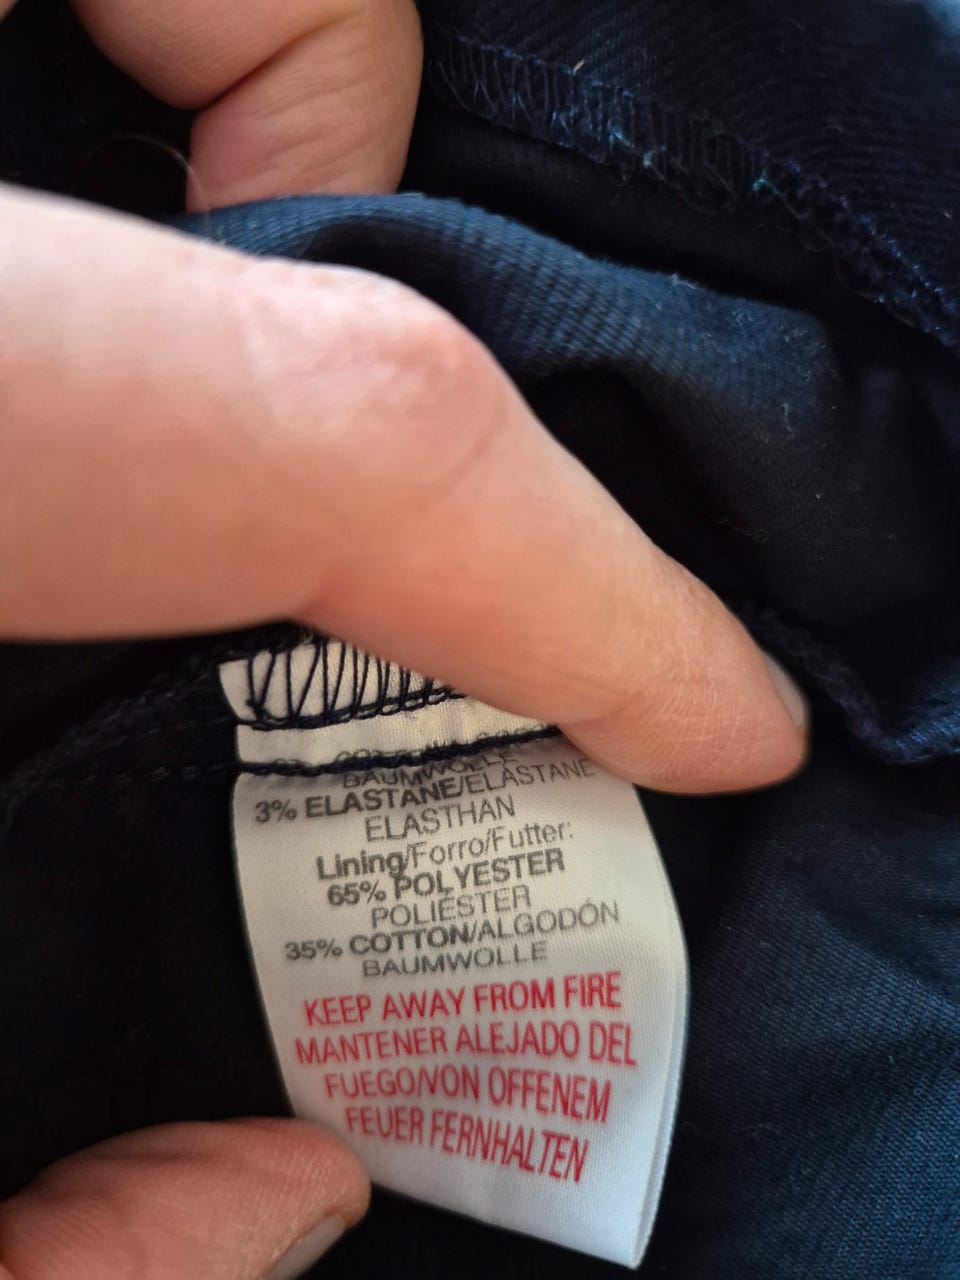 BAUMWOLLE
3% ELASTANE/ELASTANE
ELASTHAN
Lining/Forro/Futter:
65% POLYESTER
POLIÉSTER
35% COTTON/ALGODÓN
BAUMWOLLE
KEEP AWAY FROM FIRE
MANTENER ALEJADO DEL
FUEGO/VON OFFENEM
FEUER FERNHALTEN